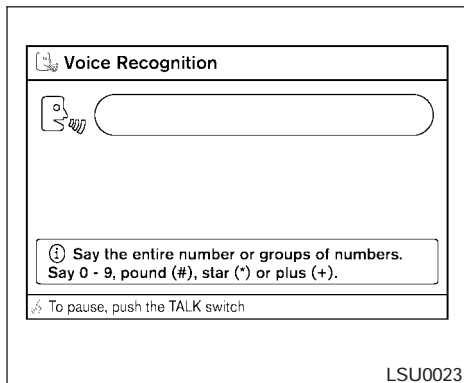 Voice Recognition
Say the entire number or groups of numbers.
Say 0 - 9, pound (#), star (*) or plus (+).
To pause, push the TALK switch
LSU0023